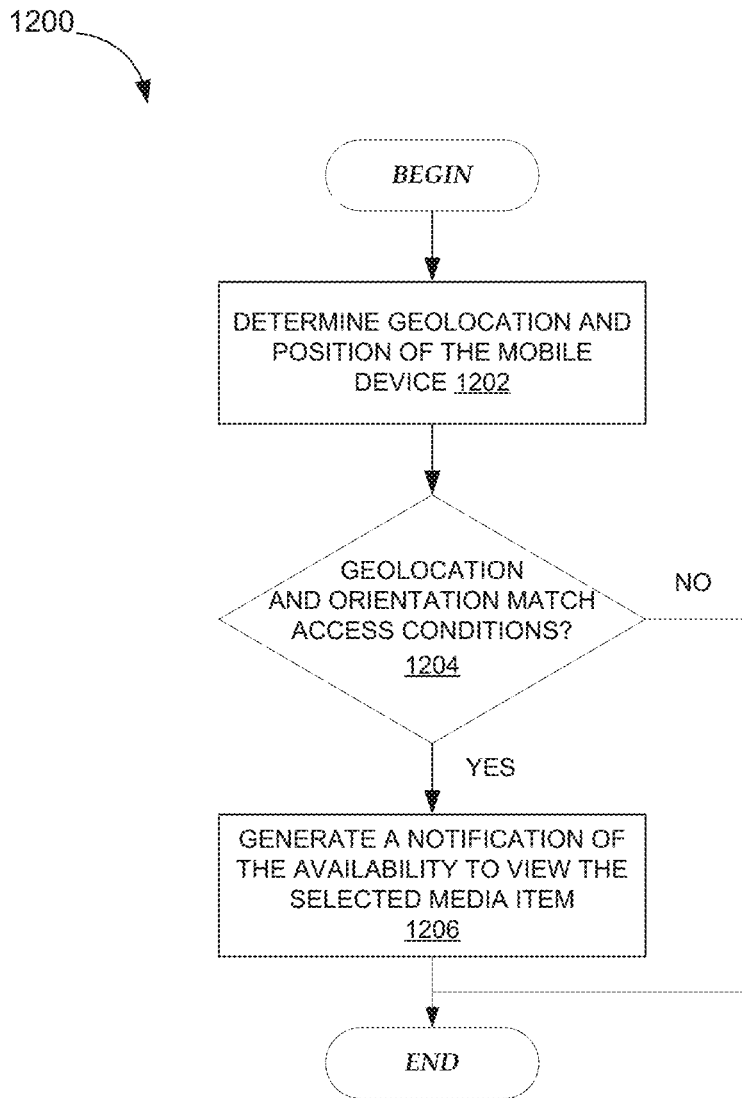 1200
BEGIN
DETERMINE GEOLOCATION AND
POSITION OF THE MOBILE
DEVICE 1202
GEOLOCATION
AND ORIENTATION MATCH
ACCESS CONDITIONS?
1204
NO
YES
GENERATE A NOTIFICATION OF
THE AVAILABILITY TO VIEW THE
SELECTED MEDIA ITEM
1206
END